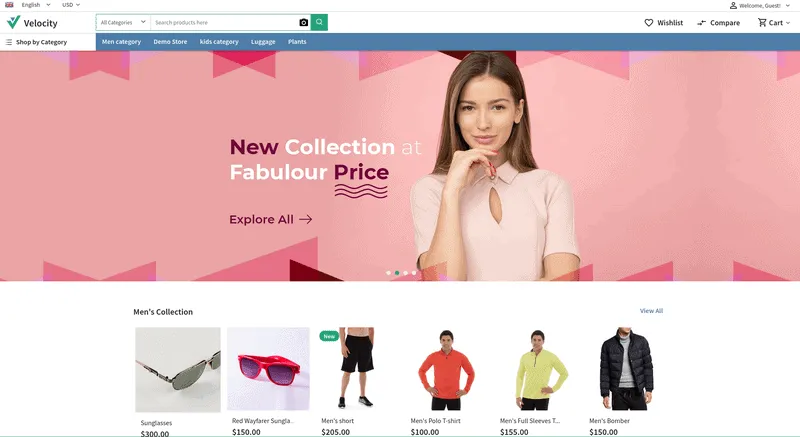 English
USD
Welcome, Guest!
Velocity
All Categories
Search products here
Wishlist
Compare
Cart
Shop by Category
Men category
Demo Store
kids category
Luggage
Plants
New Collection at
Fabulour Price
Explore All
Men's Collection
View All
New
Sunglasses
$300.00
Red Wayfarer Sungla..
$150.00
Men's short
$205.00
Men's Polo T-shirt
$100.00
Men's Full Sleeves T...
$155.00
Men's Bomber
$150.00